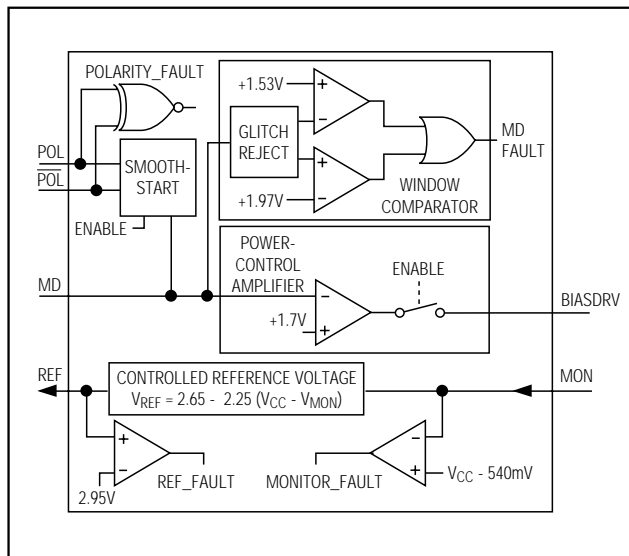 POLARITY_FAULT
+1.53V
GLITCH
REJECT
MD
FAULT
+1.97V
WINDOW
COMPARATOR
POL
P̅O̅L̅
SMOOTH-
START
ENABLE
POWER-
CONTROL
AMPLIFIER
ENABLE
MD
+1.7V
BIASDRV
REF
CONTROLLED REFERENCE VOLTAGE
VREF = 2.65 - 2.25 (VCC - VMON)
MON
2.95V
REF_FAULT
MONITOR_FAULT
VCC - 540mV